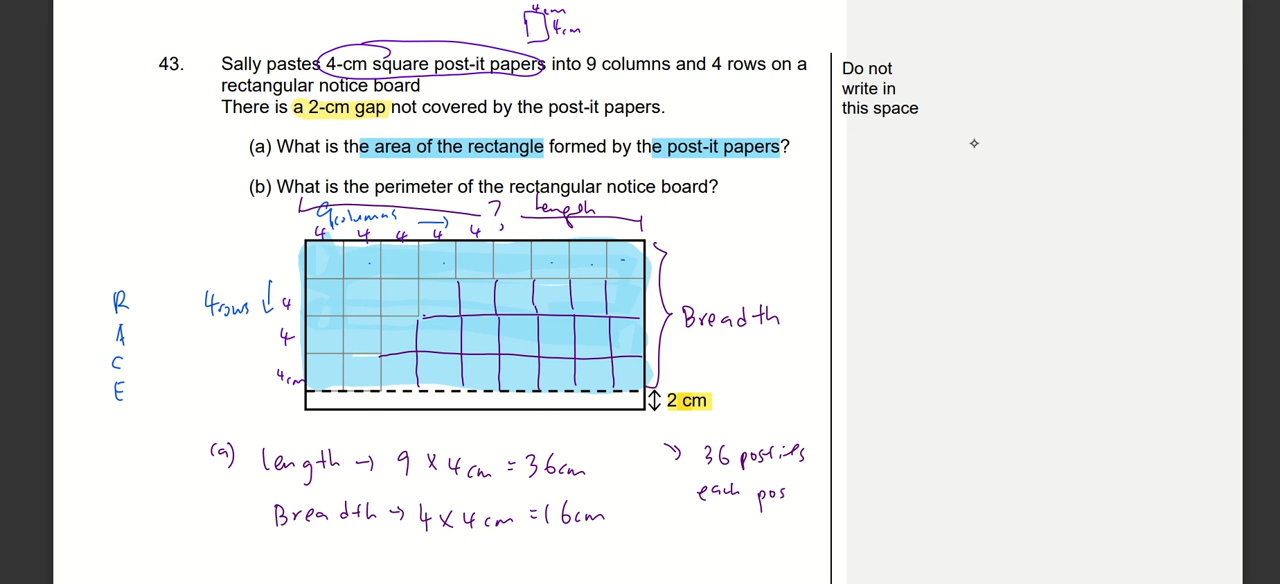 4cm
4cm
43. Sally pastes 4-cm square post-it papers into 9 columns and 4 rows on a
rectangular notice board
There is a 2-cm gap not covered by the post-it papers.
(a) What is the area of the rectangle formed by the post-it papers?
(b) What is the perimeter of the rectangular notice board?
Do not
write in
this space
9columns → ? Length
4 4 4 4 4
4rows ↓ 4
4
4cm
Breadth
2 cm
R
A
C
E
(a) Length → 9 × 4cm = 36cm
Breadth → 4 × 4cm = 16cm
36 postits
each pos